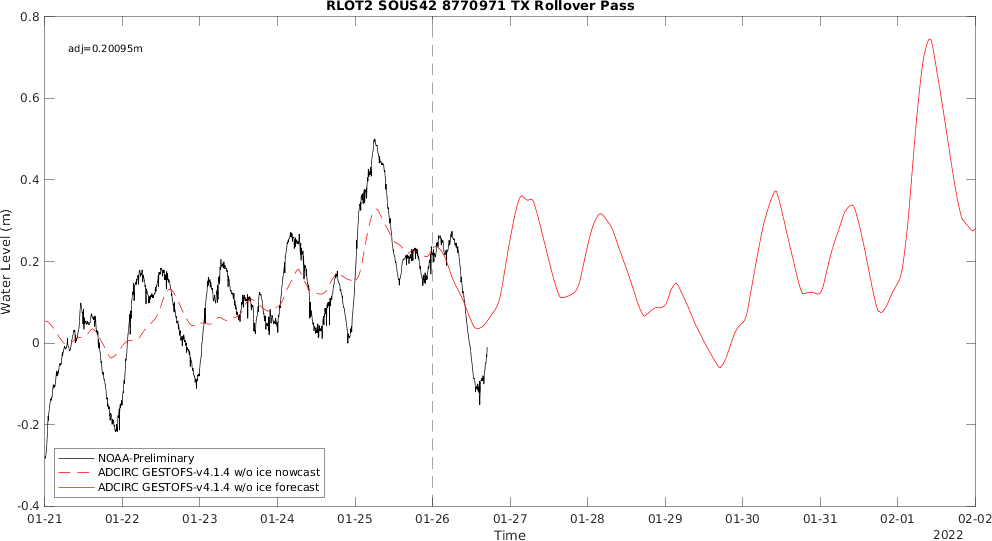 RLOT2 SOUS42 8770971 TX Rollover Pass
adj=0.20095m
0.8
0.6
0.4
0.2
0
-0.2
-0.4
Water Level (m)
NOAA-Preliminary
ADCIRC GESTOFS-v4.1.4 w/o ice nowcast
ADCIRC GESTOFS-v4.1.4 w/o ice forecast
01-21 01-22 01-23 01-24 01-25 01-26 01-27 01-28 01-29 01-30 01-31 02-01 02-02
Time
2022